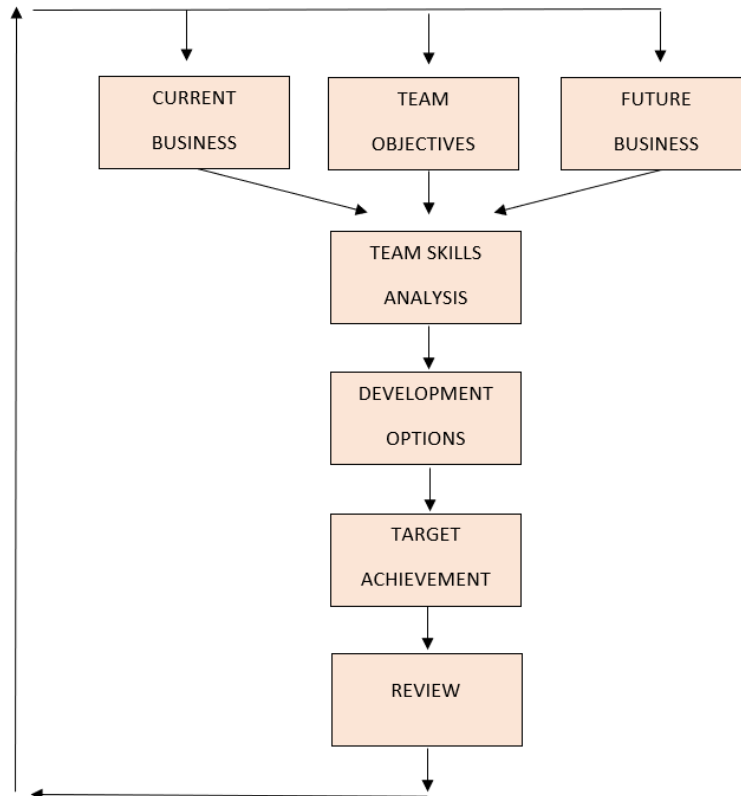 CURRENT
BUSINESS
TEAM
OBJECTIVES
FUTURE
BUSINESS
TEAM SKILLS
ANALYSIS
DEVELOPMENT
OPTIONS
TARGET
ACHIEVEMENT
REVIEW